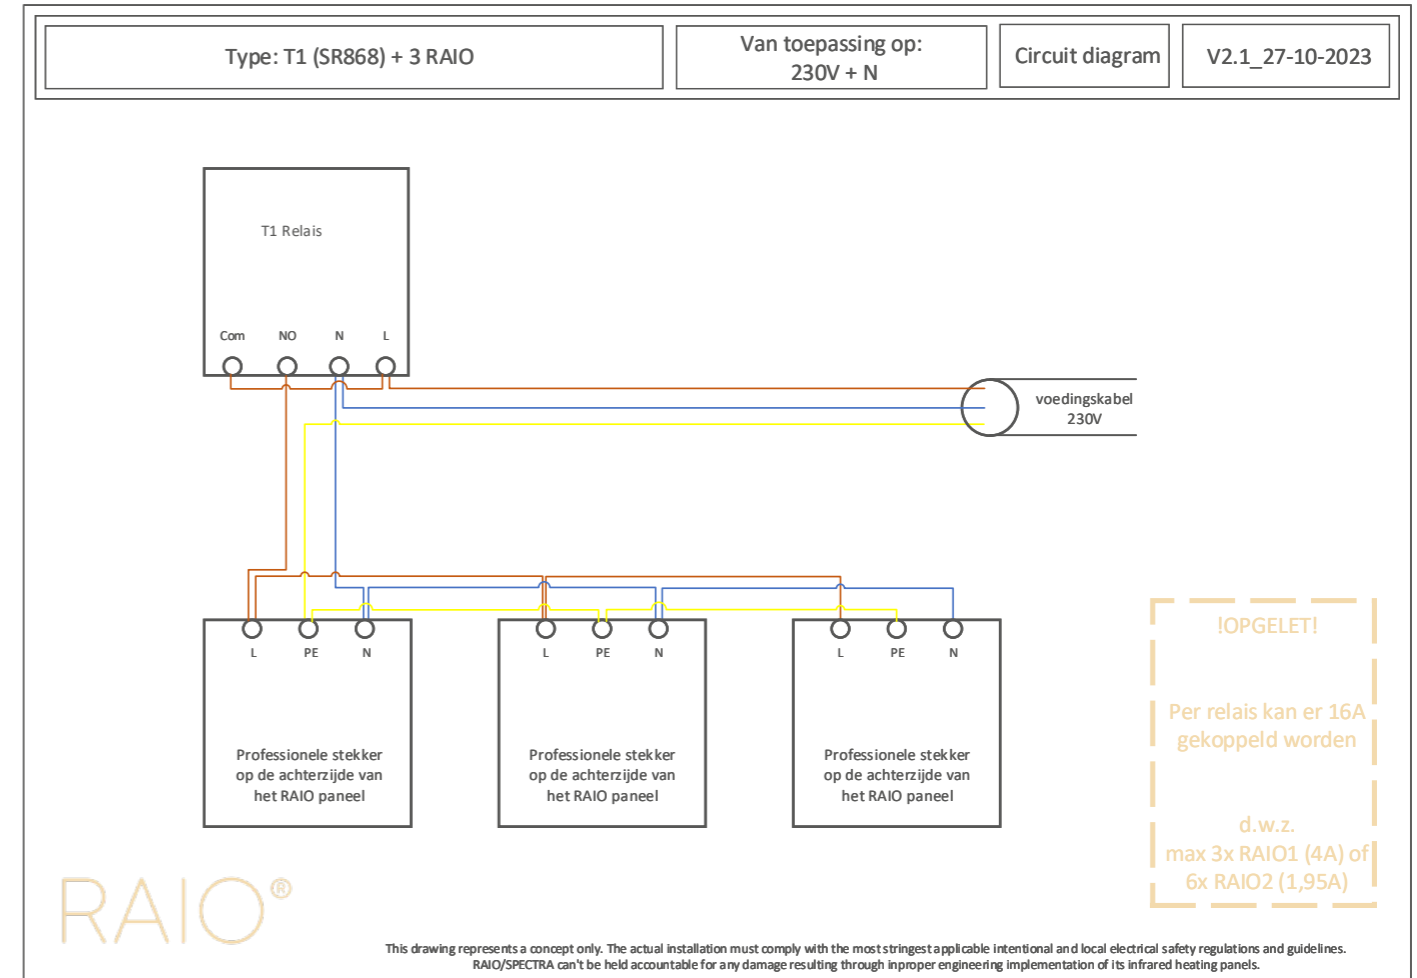 Type: T1 (SR868) + 3 RAIO
Van toepassing op:
230V + N
Circuit diagram
V2.1_27-10-2023
T1 Relais
Com NO N L
voedingskabel
230V
L PE N
L PE N
L PE N
Professionele stekker
op de achterzijde van
het RAIO paneel
Professionele stekker
op de achterzijde van
het RAIO paneel
Professionele stekker
op de achterzijde van
het RAIO paneel
!OPGELET!
Per relais kan er 16A
gekoppeld worden
d.w.z.
max 3x RAIO1 (4A) of
6x RAIO2 (1,95A)
RAIO®
This drawing represents a concept only. The actual installation must comply with the most stringest applicable intentional and local electrical safety regulations and guidelines.
RAIO/SPECTRA can't be held accountable for any damage resulting through inproper engineering implementation of its infrared heating panels.